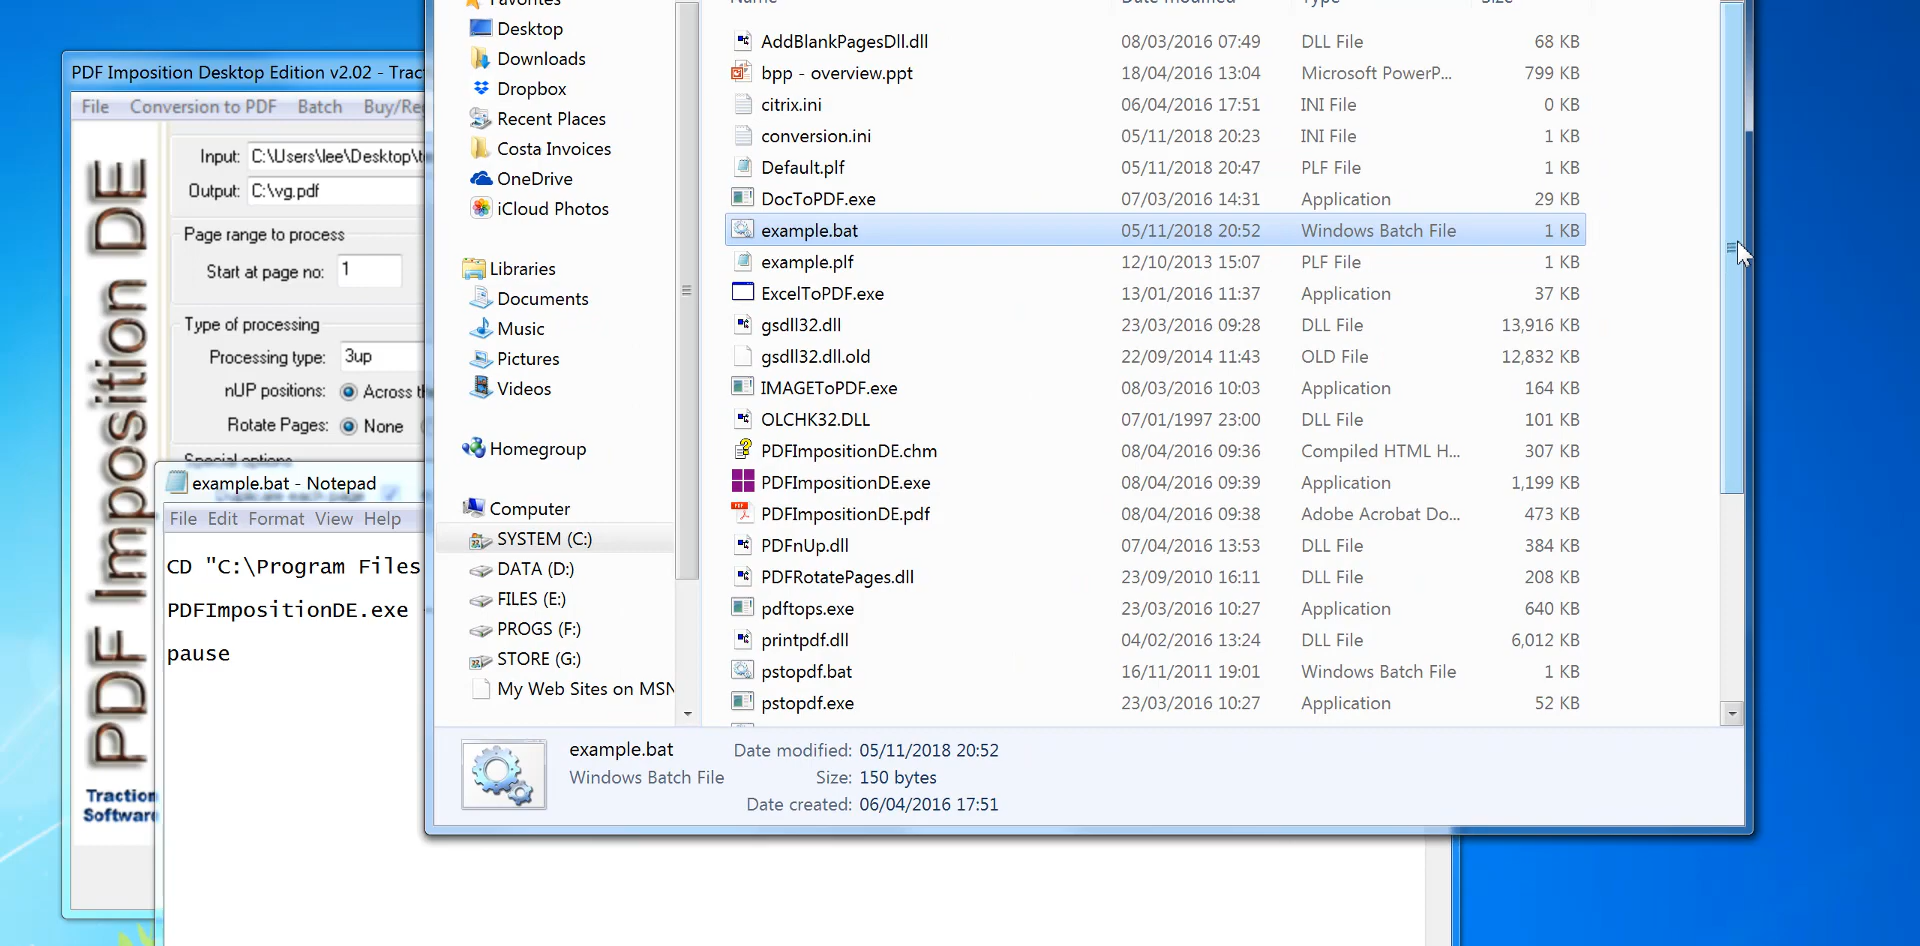 Favorites
Desktop
Downloads
Dropbox
Recent Places
Costa Invoices
OneDrive
iCloud Photos
Libraries
Documents
Music
Pictures
Videos
Homegroup
Computer
SYSTEM (C:)
DATA (D:)
FILES (E:)
PROGS (F:)
STORE (G:)
My Web Sites on MSN
Name Date modified Type Size
AddBlankPagesDll.dll 08/03/2016 07:49 DLL File 68 KB
bpp - overview.ppt 18/04/2016 13:04 Microsoft PowerP... 799 KB
citrix.ini 06/04/2016 17:51 INI File 0 KB
conversion.ini 05/11/2018 20:23 INI File 1 KB
Default.plf 05/11/2018 20:47 PLF File 1 KB
DocToPDF.exe 07/03/2016 14:31 Application 29 KB
example.bat 05/11/2018 20:52 Windows Batch File 1 KB
example.plf 12/10/2013 15:07 PLF File 1 KB
ExcelToPDF.exe 13/01/2016 11:37 Application 37 KB
gsdll32.dll 23/03/2016 09:28 DLL File 13,916 KB
gsdll32.dll.old 22/09/2014 11:43 OLD File 12,832 KB
IMAGEToPDF.exe 08/03/2016 10:03 Application 164 KB
OLCHK32.DLL 07/01/1997 23:00 DLL File 101 KB
PDFImpositionDE.chm 08/04/2016 09:36 Compiled HTML H... 307 KB
PDFImpositionDE.exe 08/04/2016 09:39 Application 1,199 KB
PDFImpositionDE.pdf 08/04/2016 09:38 Adobe Acrobat Do... 473 KB
PDFnUp.dll 07/04/2016 13:53 DLL File 384 KB
PDFRotatePages.dll 23/09/2010 16:11 DLL File 208 KB
pdftops.exe 23/03/2016 10:27 Application 640 KB
printpdf.dll 04/02/2016 13:24 DLL File 6,012 KB
pstopdf.bat 16/11/2011 19:01 Windows Batch File 1 KB
pstopdf.exe 23/03/2016 10:27 Application 52 KB
example.bat Date modified: 05/11/2018 20:52
Windows Batch File Size: 150 bytes
Date created: 06/04/2016 17:51
PDF Imposition Desktop Edition v2.02 - Trac
File Conversion to PDF Batch Buy/Re
PDF Imposition DE
Traction
Software
Input: C:\Users\lee\Desktop\t
Output: C:\vg.pdf
Page range to process
Start at page no: 1
Type of processing
Processing type: 3up
nUP positions: Across th
Rotate Pages: None
Special options
Duplicate each page
example.bat - Notepad
File Edit Format View Help
CD "C:\Program Files
PDFImpositionDE.exe
pause